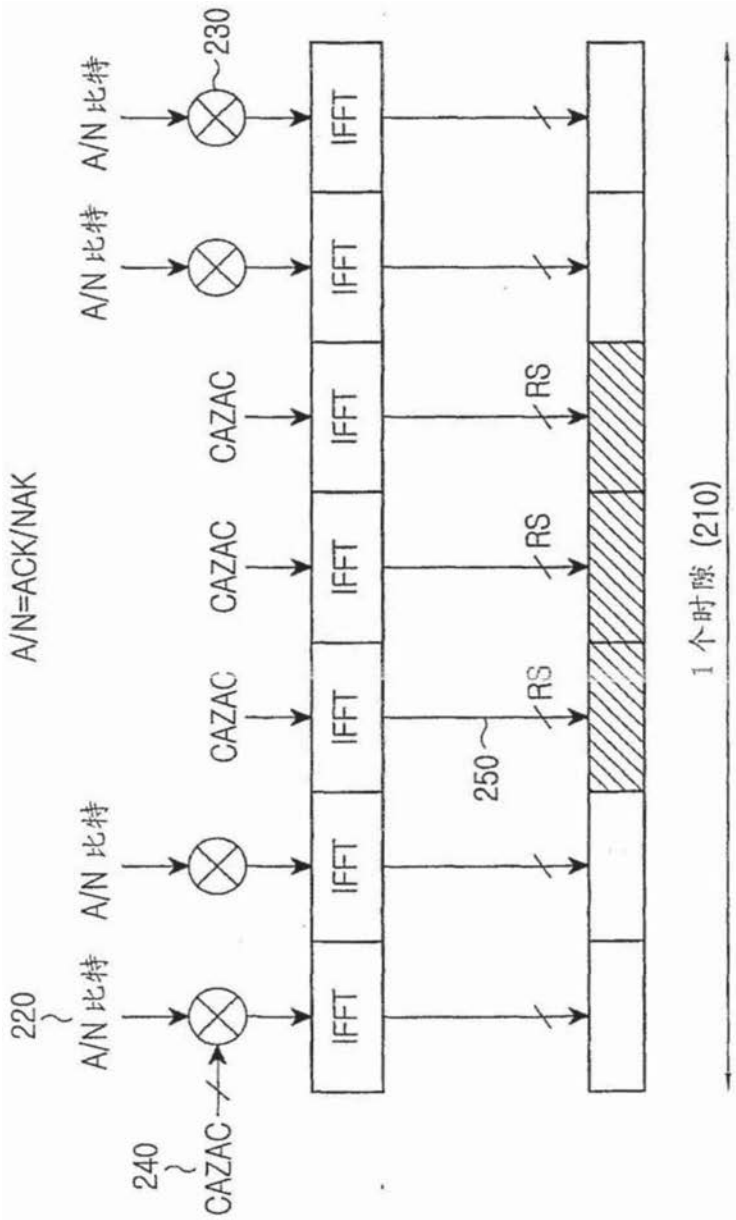 A/N=ACK/NAK
220
A/N 比特
A/N 比特
A/N 比特
A/N 比特
230
240
CAZAC
CAZAC
CAZAC
CAZAC
IFFT
IFFT
IFFT
IFFT
IFFT
IFFT
IFFT
250
RS
RS
RS
1 个时隙 (210)